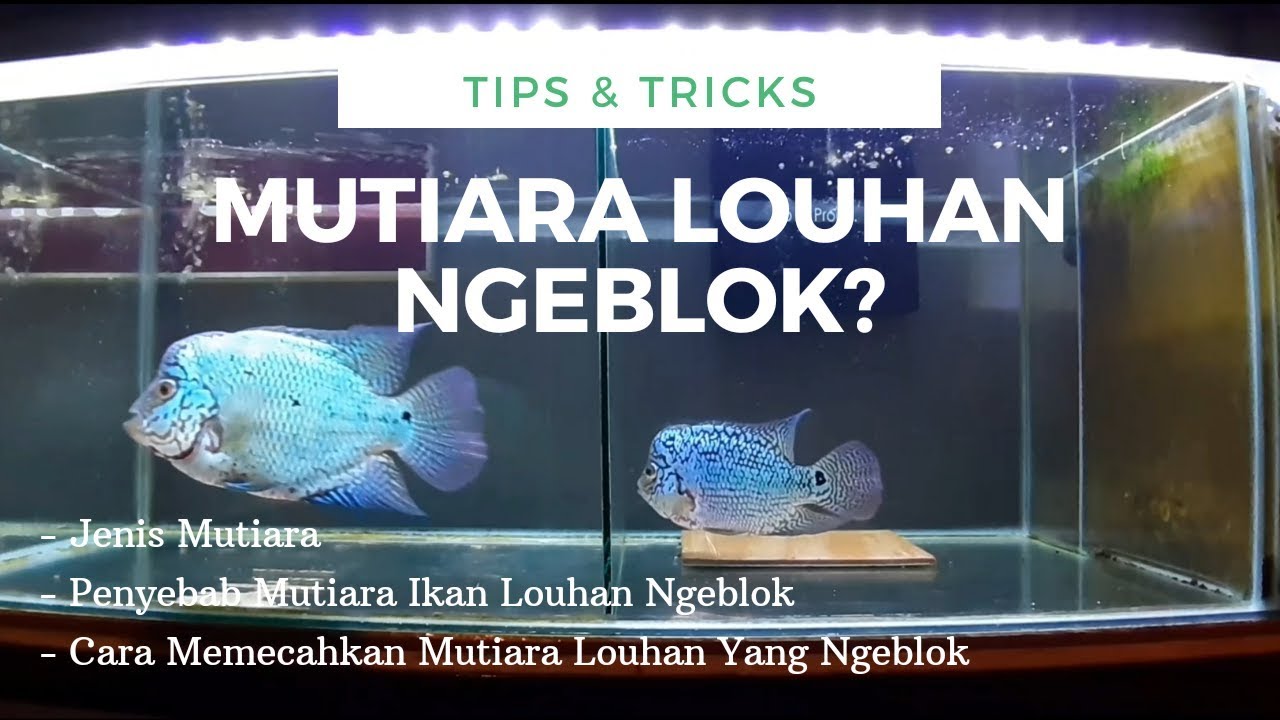 TIPS & TRICKS
MUTIARA LOUHAN
NGEBLOK?
- Jenis Mutiara
- Penyebab Mutiara Ikan Louhan Ngeblok
- Cara Memecahkan Mutiara Louhan Yang Ngeblok